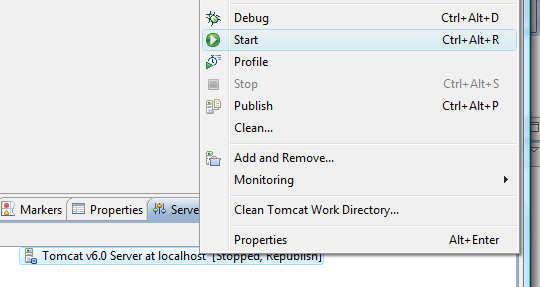 Debug Ctrl+Alt+D
Start Ctrl+Alt+R
Profile
Stop Ctrl+Alt+S
Publish Ctrl+Alt+P
Clean...
Add and Remove...
Monitoring
Clean Tomcat Work Directory...
Properties Alt+Enter
Markers Properties Serve
Tomcat v6.0 Server at localhost [Stopped, Republish]